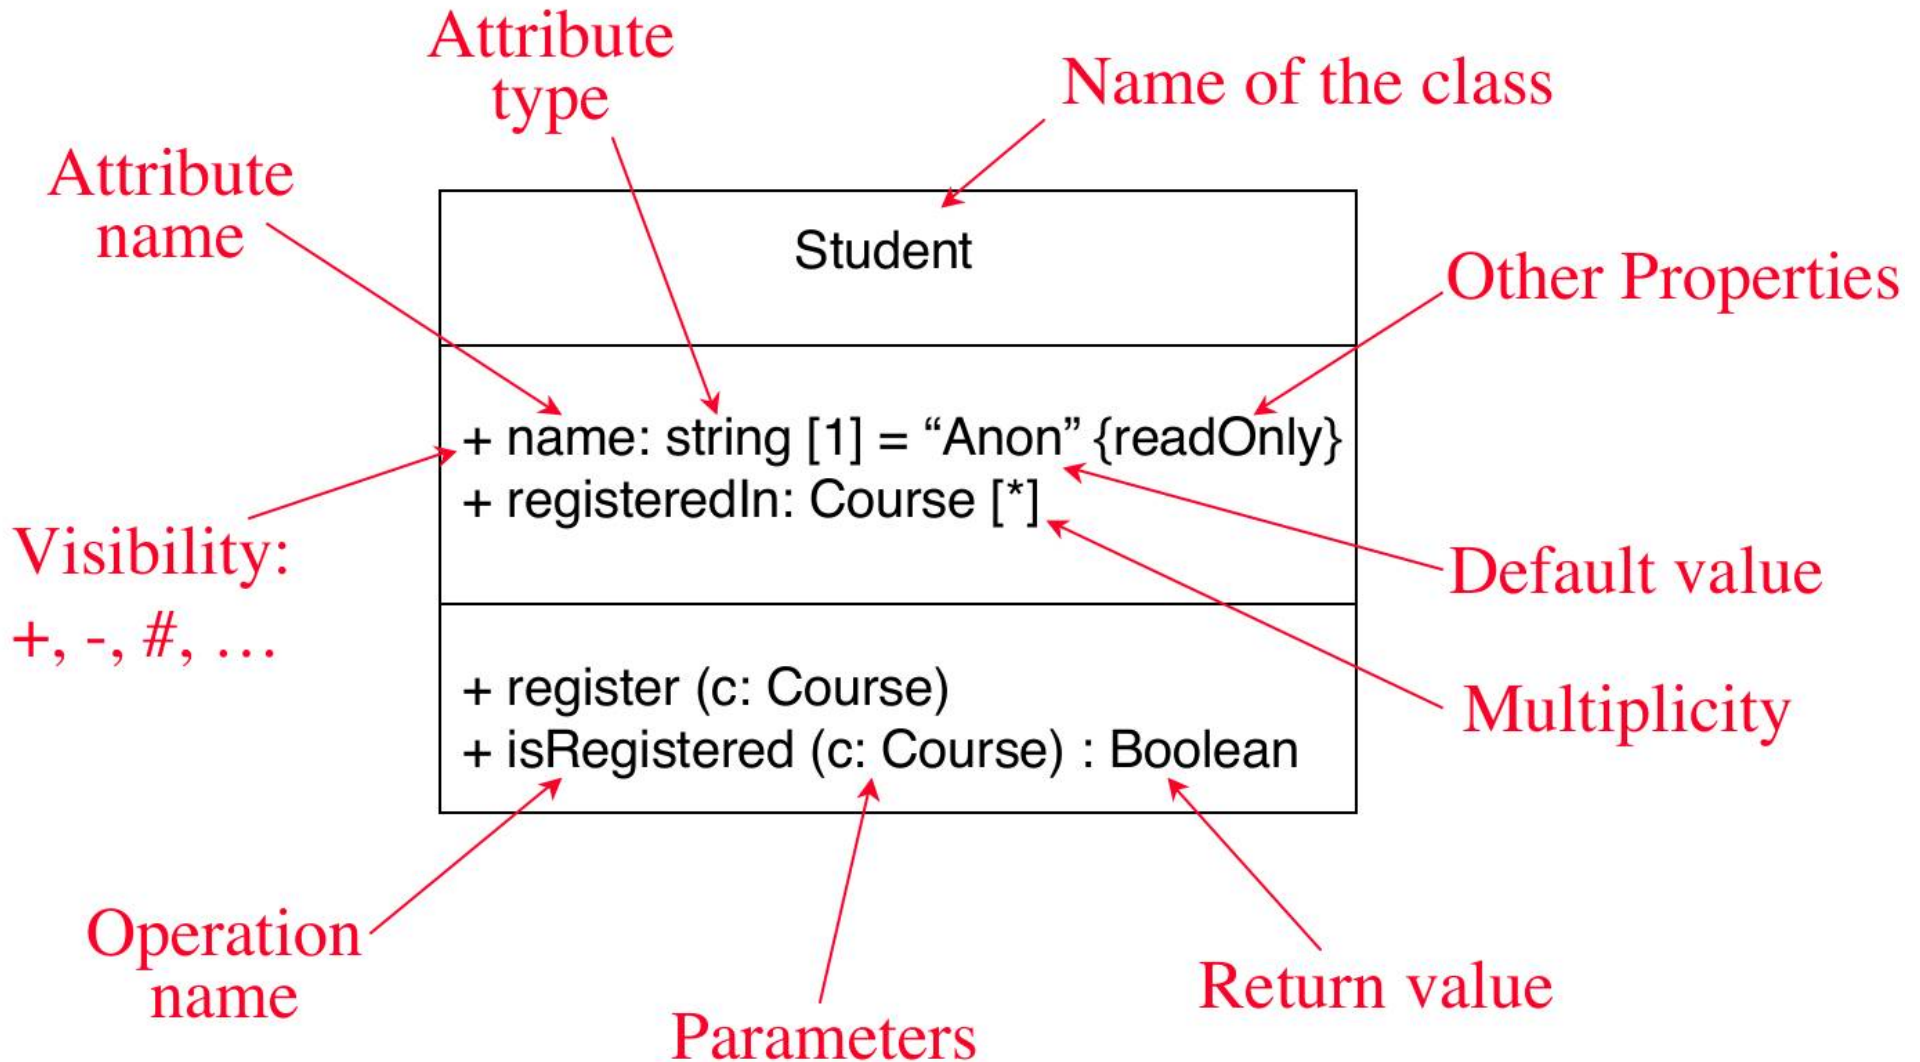 Attribute
type
Name of the class
Attribute
name
Student
Other Properties
+ name: string [1] = “Anon” {readOnly}
+ registeredIn: Course [*]
Visibility:
+, -, #, …
Default value
+ register (c: Course)
+ isRegistered (c: Course) : Boolean
Multiplicity
Operation
name
Parameters
Return value